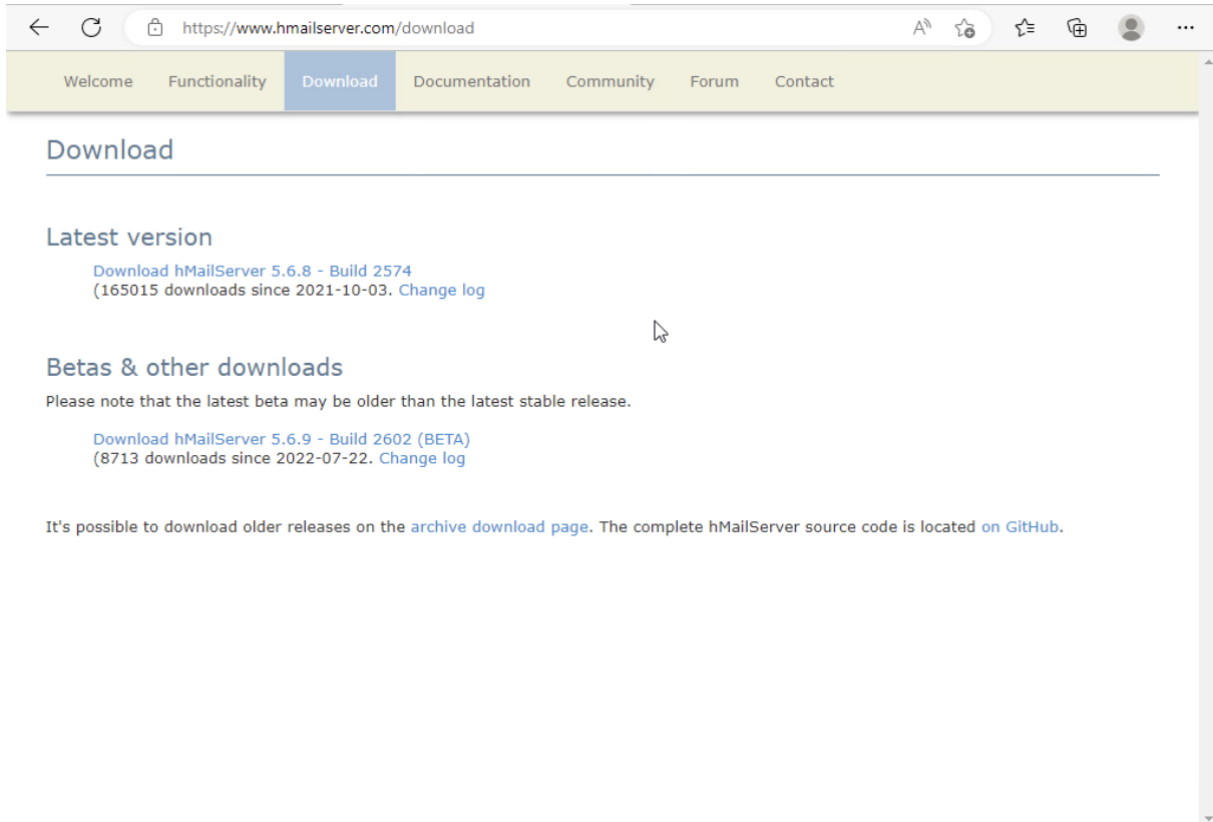 https://www.hmailserver.com/download
Welcome Functionality Download Documentation Community Forum Contact
Download
Latest version
Download hMailServer 5.6.8 - Build 2574
(165015 downloads since 2021-10-03. Change log
Betas & other downloads
Please note that the latest beta may be older than the latest stable release.
Download hMailServer 5.6.9 - Build 2602 (BETA)
(8713 downloads since 2022-07-22. Change log
It's possible to download older releases on the archive download page. The complete hMailServer source code is located on GitHub.